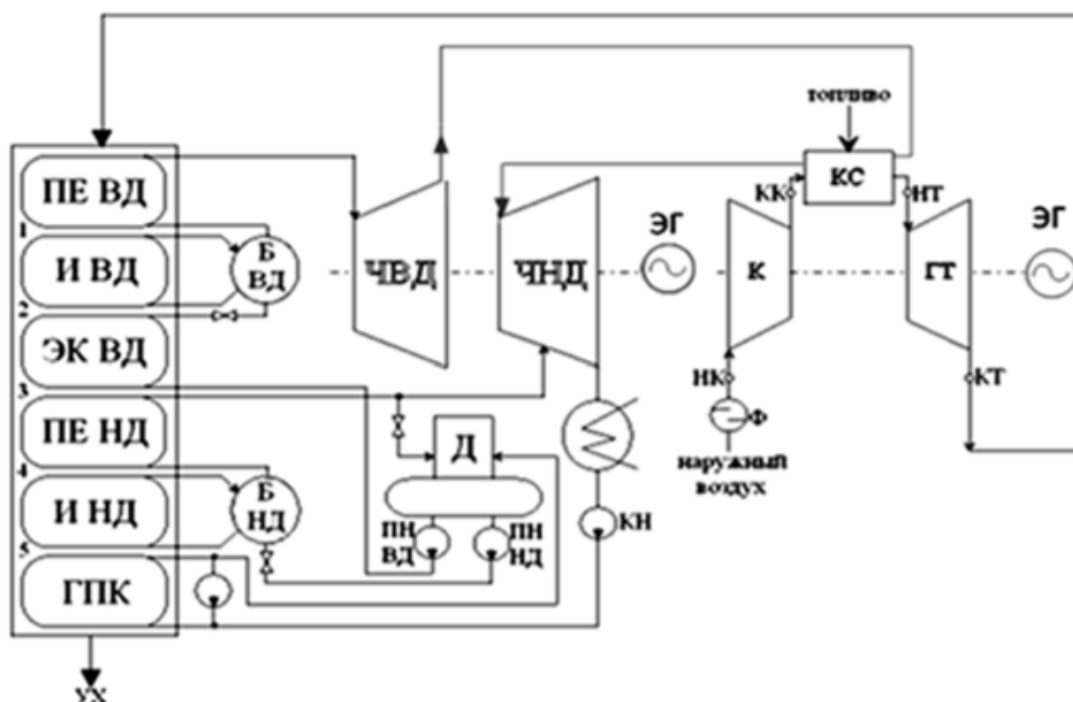 топливо
КС
КК
НТ
ПЕ ВД
1
И ВД
Б
ВД
2
ЭК ВД
3
ПЕ НД
4
И НД
Б
НД
5
ГПК
УХ
ЧВД
ЧНД
ЭГ
К
ГТ
ЭГ
НК
КТ
Ф
наружный
воздух
Д
ПН
ВД
ПН
НД
КН